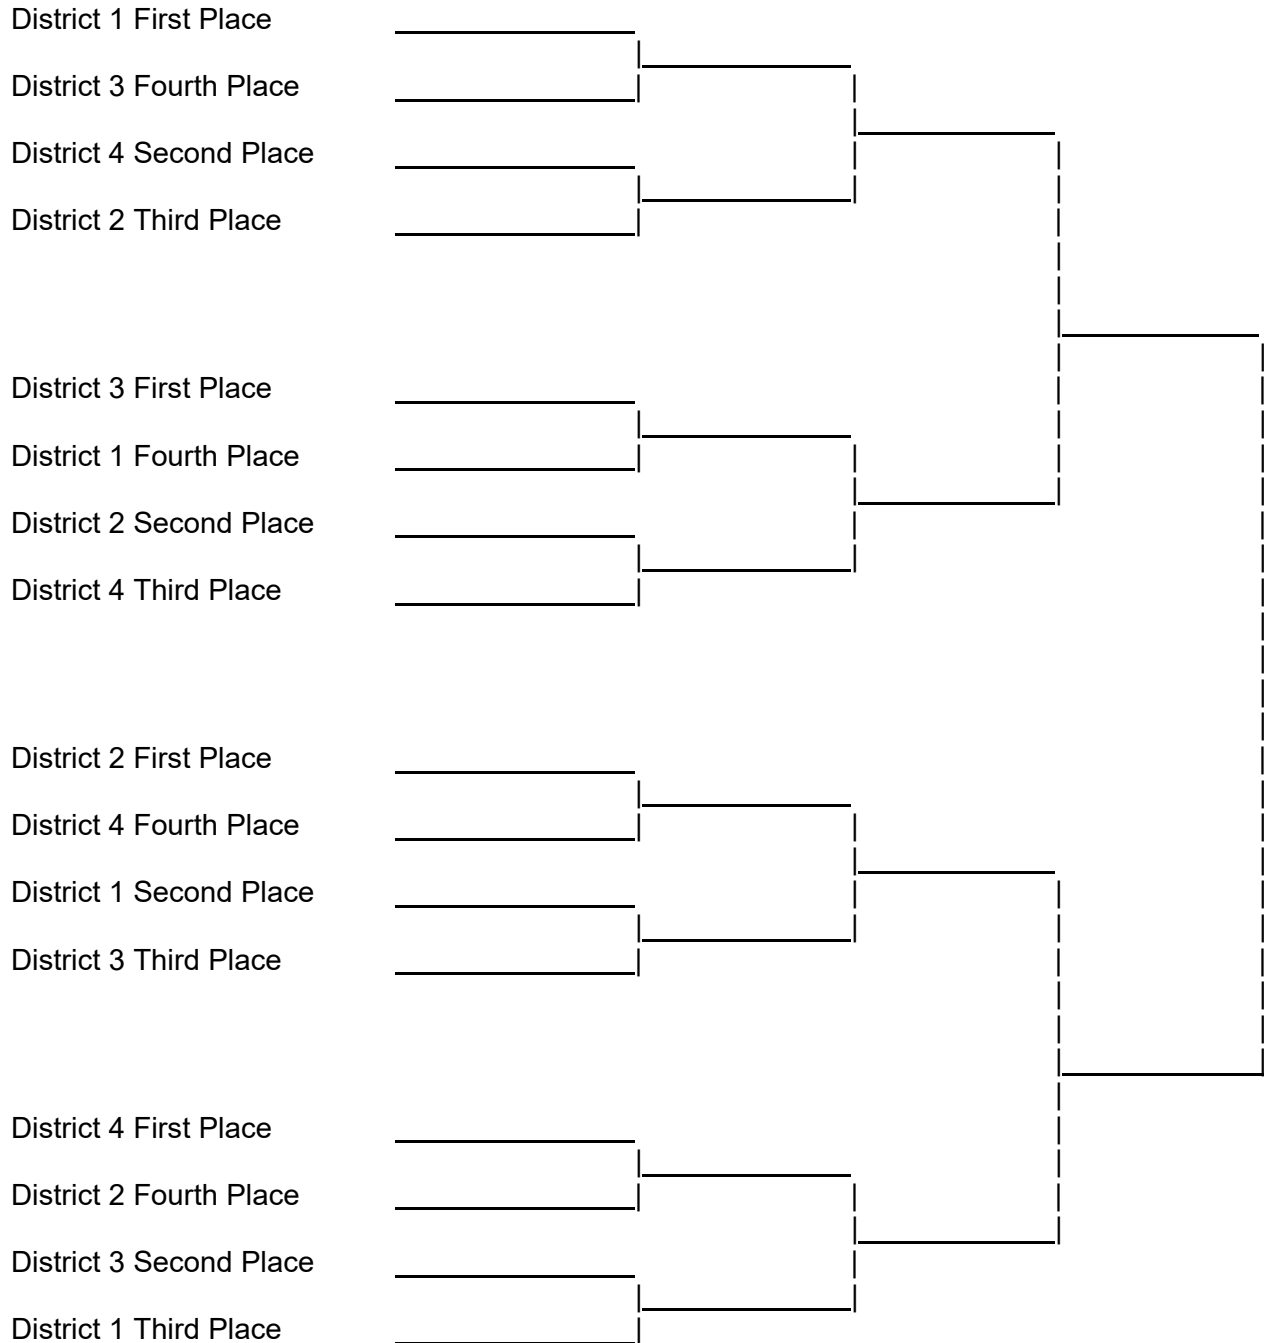 District 1 First Place
District 3 Fourth Place
District 4 Second Place
District 2 Third Place
District 3 First Place
District 1 Fourth Place
District 2 Second Place
District 4 Third Place
District 2 First Place
District 4 Fourth Place
District 1 Second Place
District 3 Third Place
District 4 First Place
District 2 Fourth Place
District 3 Second Place
District 1 Third Place